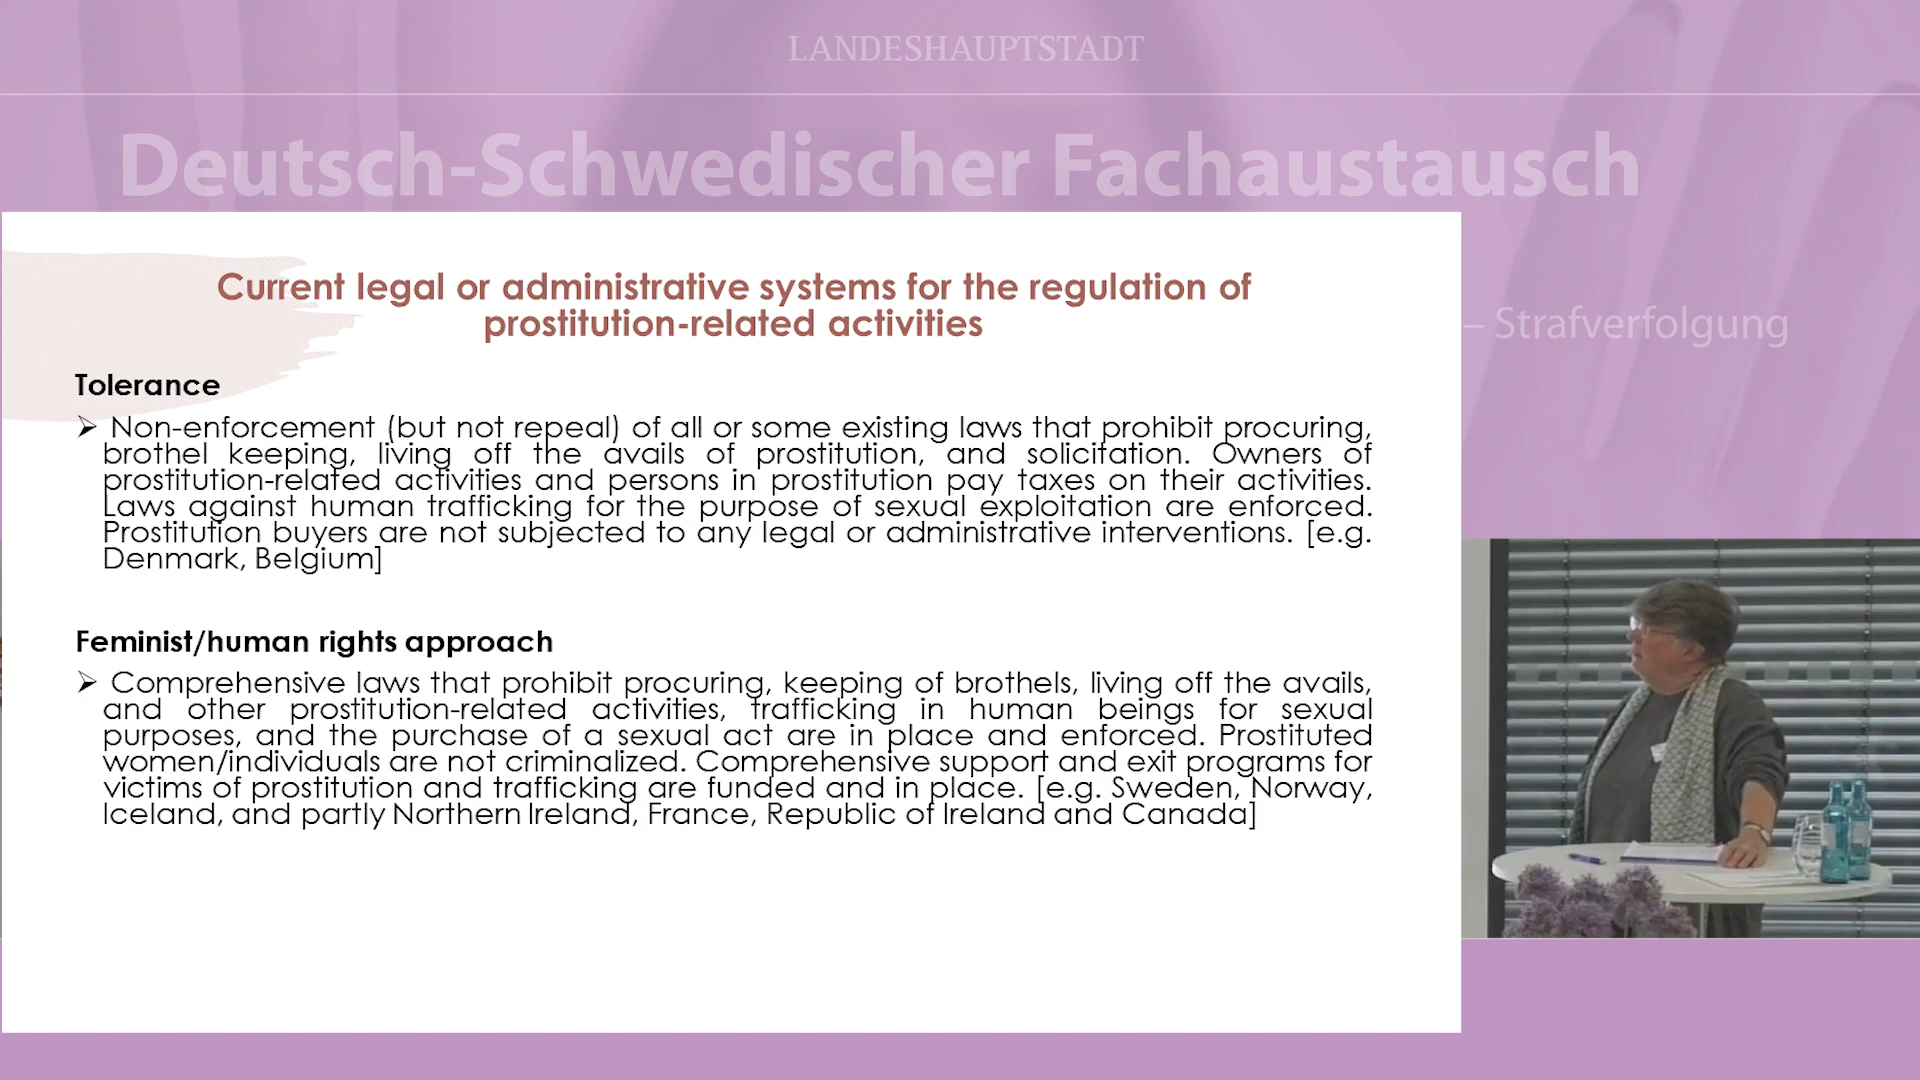 LANDESHAUPTSTADT
Deutsch-Schwedischer Fachaustausch
– Strafverfolgung
Current legal or administrative systems for the regulation of
prostitution-related activities
Tolerance
➢ Non-enforcement (but not repeal) of all or some existing laws that prohibit procuring,
brothel keeping, living off the avails of prostitution, and solicitation. Owners of
prostitution-related activities and persons in prostitution pay taxes on their activities.
Laws against human trafficking for the purpose of sexual exploitation are enforced.
Prostitution buyers are not subjected to any legal or administrative interventions. [e.g.
Denmark, Belgium]
Feminist/human rights approach
➢ Comprehensive laws that prohibit procuring, keeping of brothels, living off the avails,
and other prostitution-related activities, trafficking in human beings for sexual
purposes, and the purchase of a sexual act are in place and enforced. Prostituted
women/individuals are not criminalized. Comprehensive support and exit programs for
victims of prostitution and trafficking are funded and in place. [e.g. Sweden, Norway,
Iceland, and partly Northern Ireland, France, Republic of Ireland and Canada]